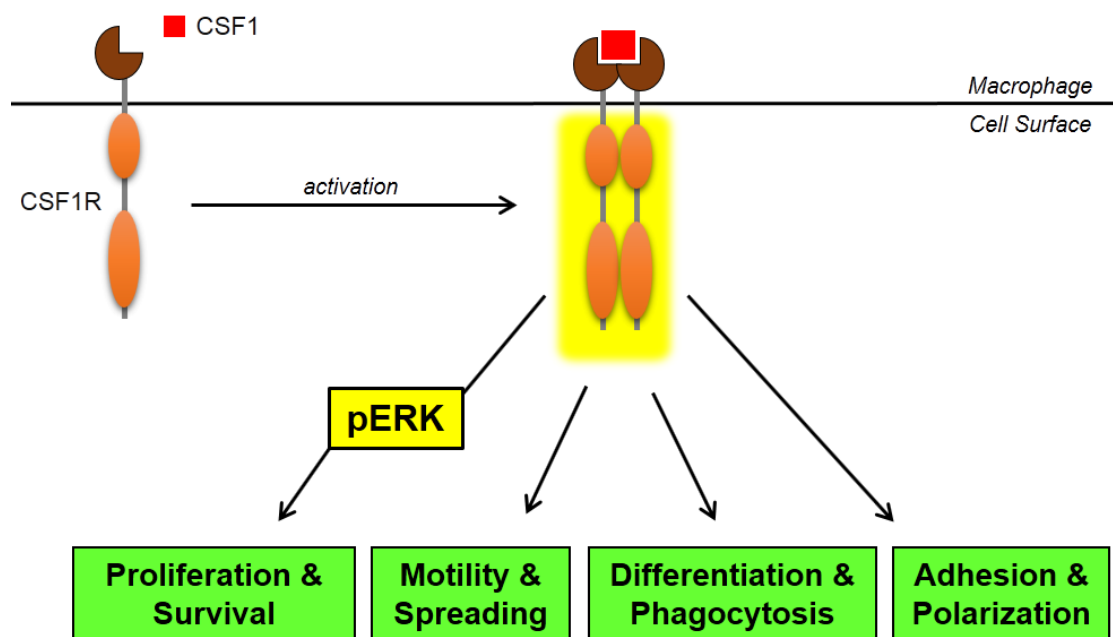 CSF1
Macrophage
Cell Surface
CSF1R
activation
pERK
Proliferation &
Survival
Motility &
Spreading
Differentiation &
Phagocytosis
Adhesion &
Polarization